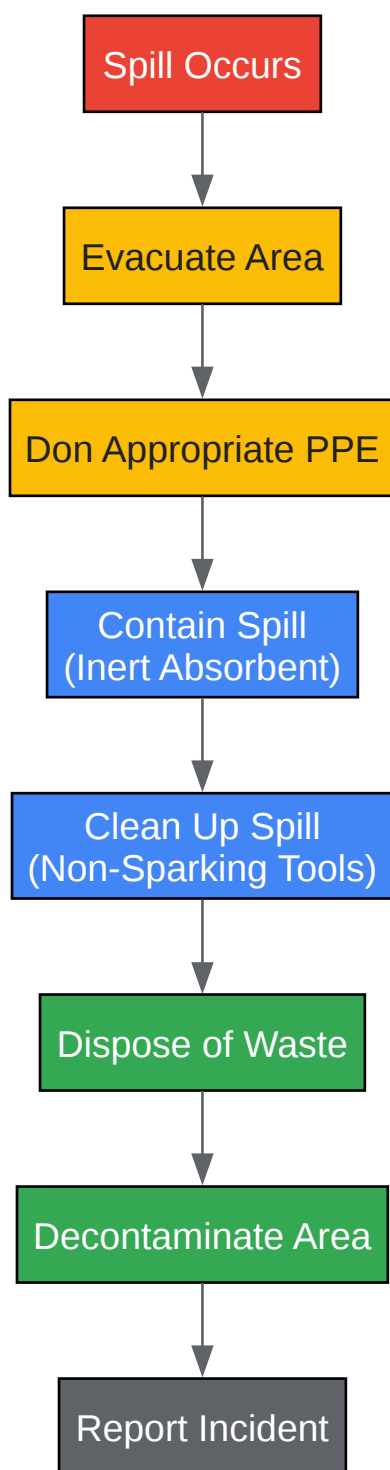 Spill Occurs
Evacuate Area
Don Appropriate PPE
Contain Spill
(Inert Absorbent)
Clean Up Spill
(Non-Sparking Tools)
Dispose of Waste
Decontaminate Area
Report Incident